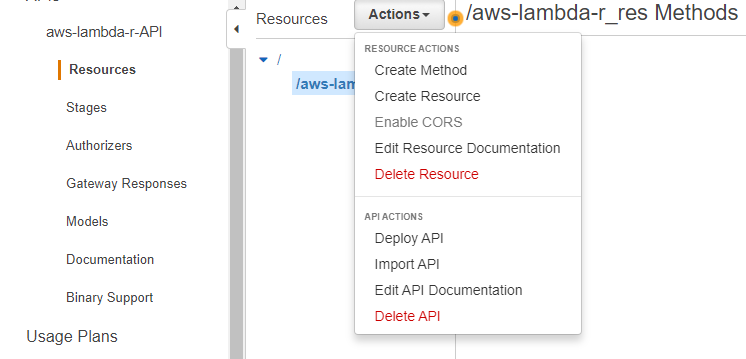 aws-lambda-r-API
Resources
Stages
Authorizers
Gateway Responses
Models
Documentation
Binary Support
Usage Plans
Resources
/
/aws-lam
Actions
RESOURCE ACTIONS
Create Method
Create Resource
Enable CORS
Edit Resource Documentation
Delete Resource
API ACTIONS
Deploy API
Import API
Edit API Documentation
Delete API
/aws-lambda-r_res Methods